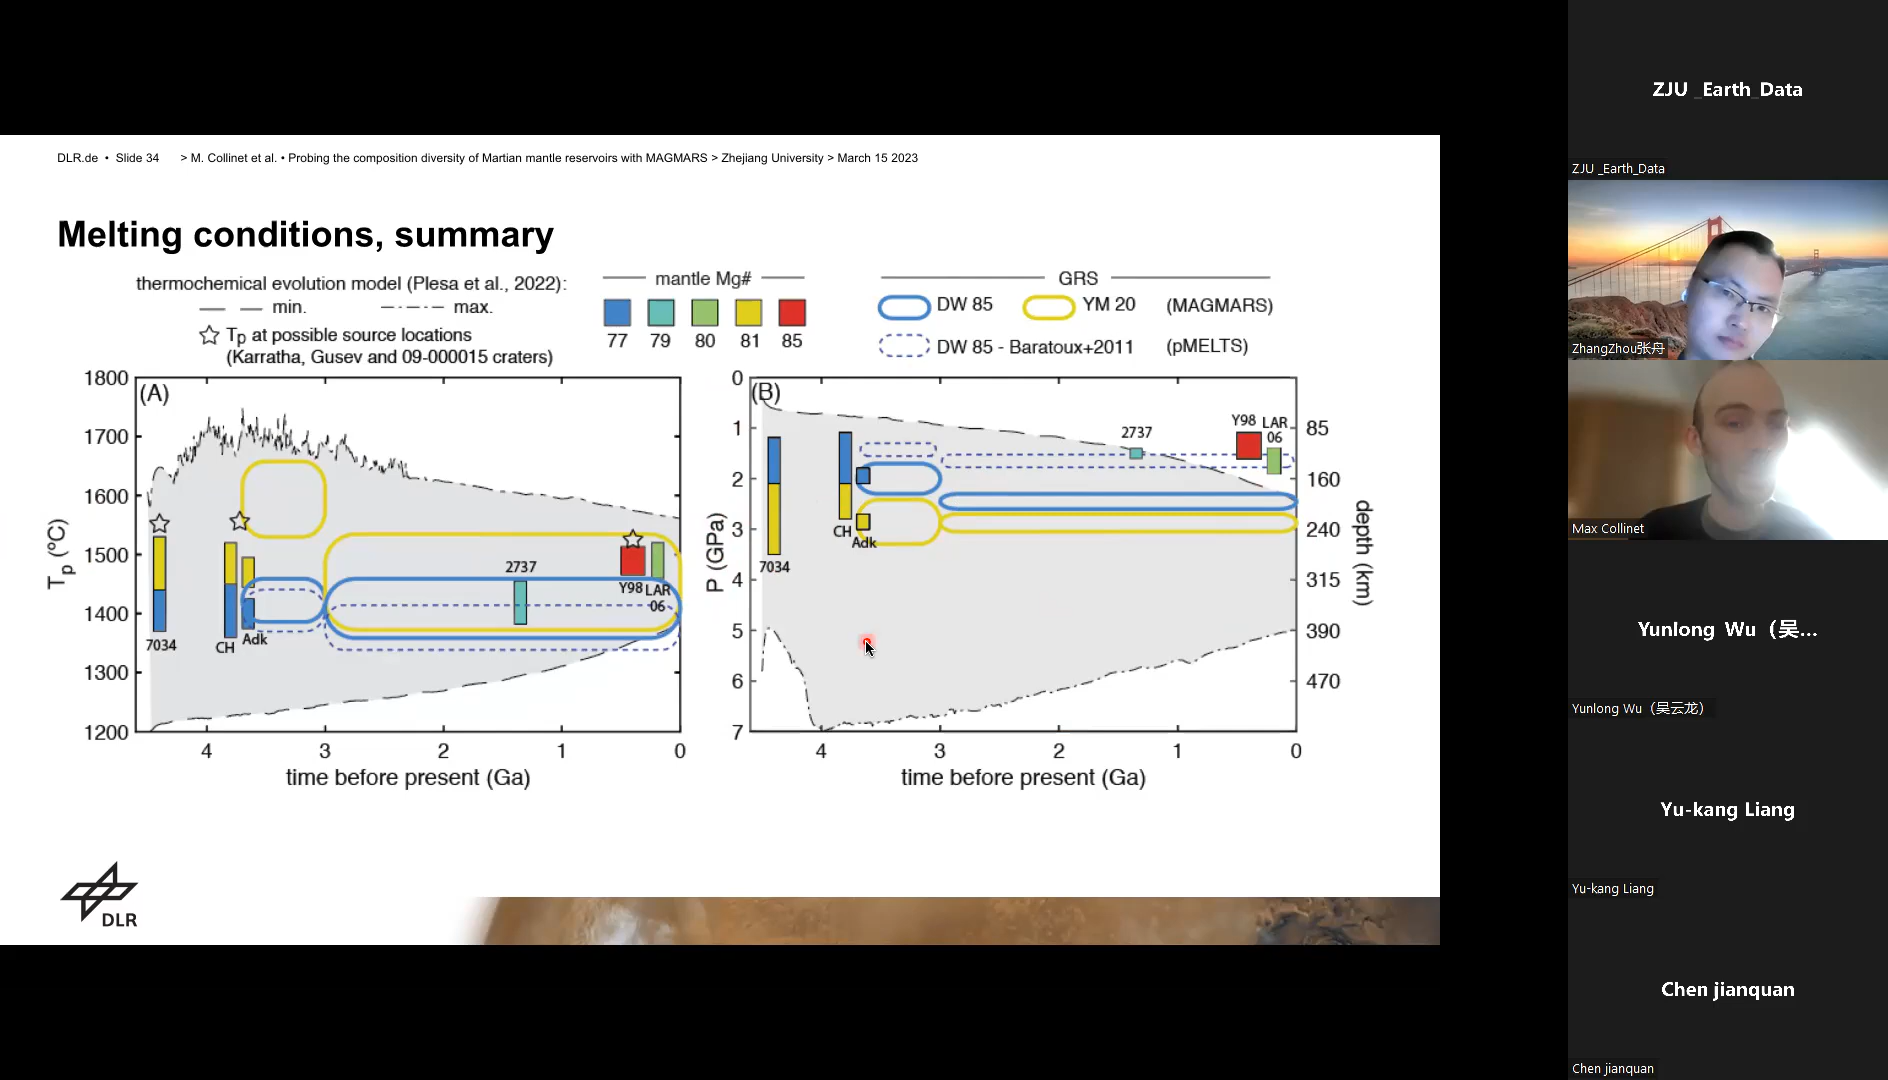 DLR.de • Slide 34 > M. Collinet et al. • Probing the composition diversity of Martian mantle reservoirs with MAGMARS > Zhejiang University > March 15 2023
Melting conditions, summary
thermochemical evolution model (Plesa et al., 2022):
min. max.
Tp at possible source locations
(Karratha, Gusev and 09-000015 craters)
mantle Mg#
77 79 80 81 85
GRS
DW 85 YM 20 (MAGMARS)
DW 85 - Baratoux+2011 (pMELTS)
(A)
1800
1700
1600
1500
1400
1300
1200
Tp (ºC)
7034
CH
Adk
2737
Y98
LAR
06
4 3 2 1 0
time before present (Ga)
(B)
0
1
2
3
4
5
6
7
P (GPa)
7034
CH
Adk
2737
Y98
LAR
06
85
160
240
315
390
470
depth (km)
4 3 2 1 0
time before present (Ga)
DLR
ZJU _Earth_Data
ZJU _Earth_Data
ZhangZhou张舟
Max Collinet
Yunlong Wu（吴...
Yunlong Wu（吴云龙）
Yu-kang Liang
Yu-kang Liang
Chen jianquan
Chen jianquan